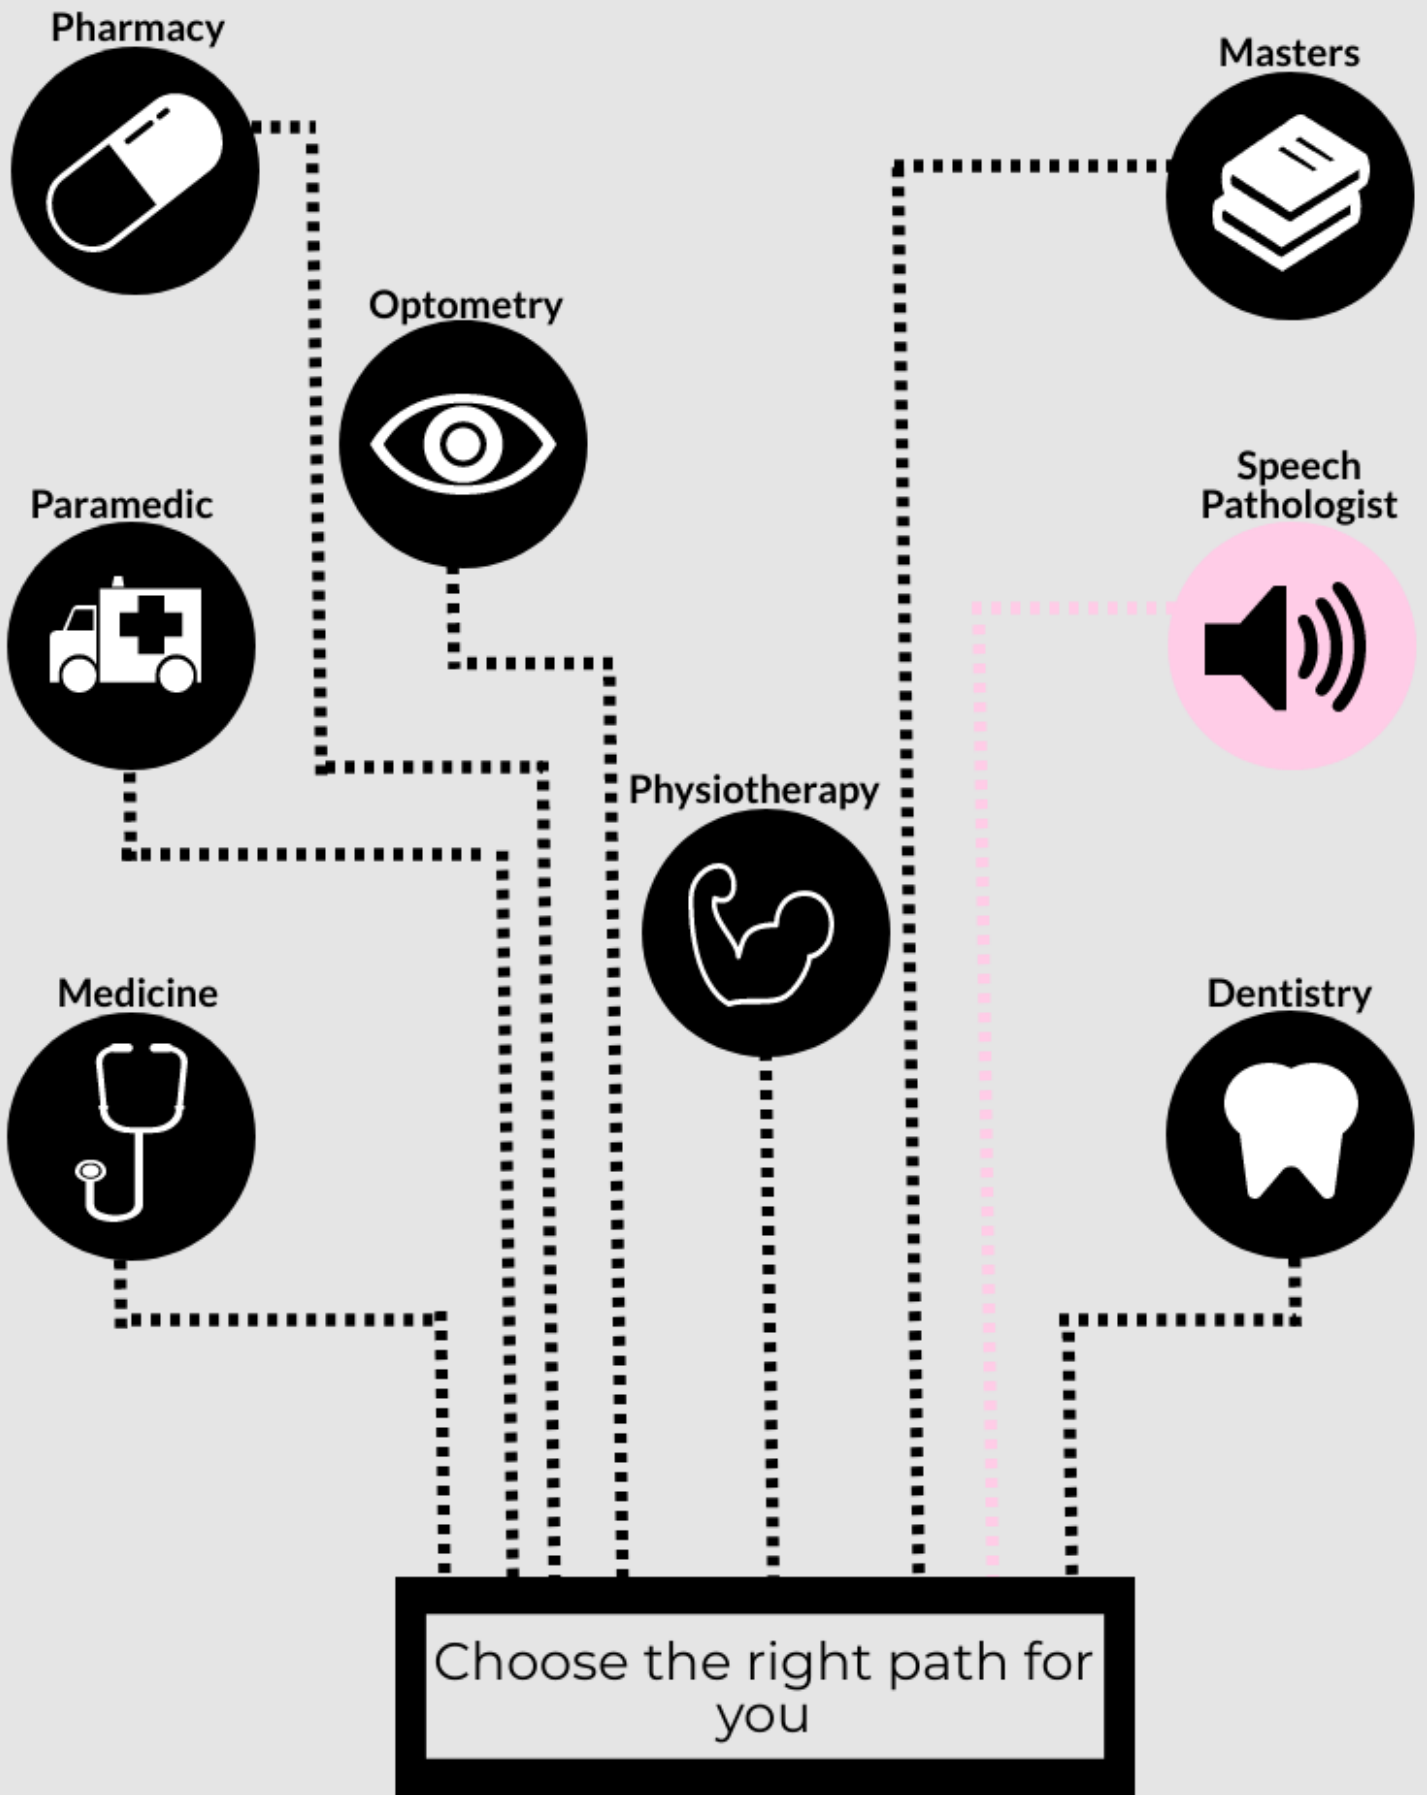 Pharmacy
Masters
Optometry
Speech
Pathologist
Paramedic
Physiotherapy
Medicine
Dentistry
Choose the right path for
you